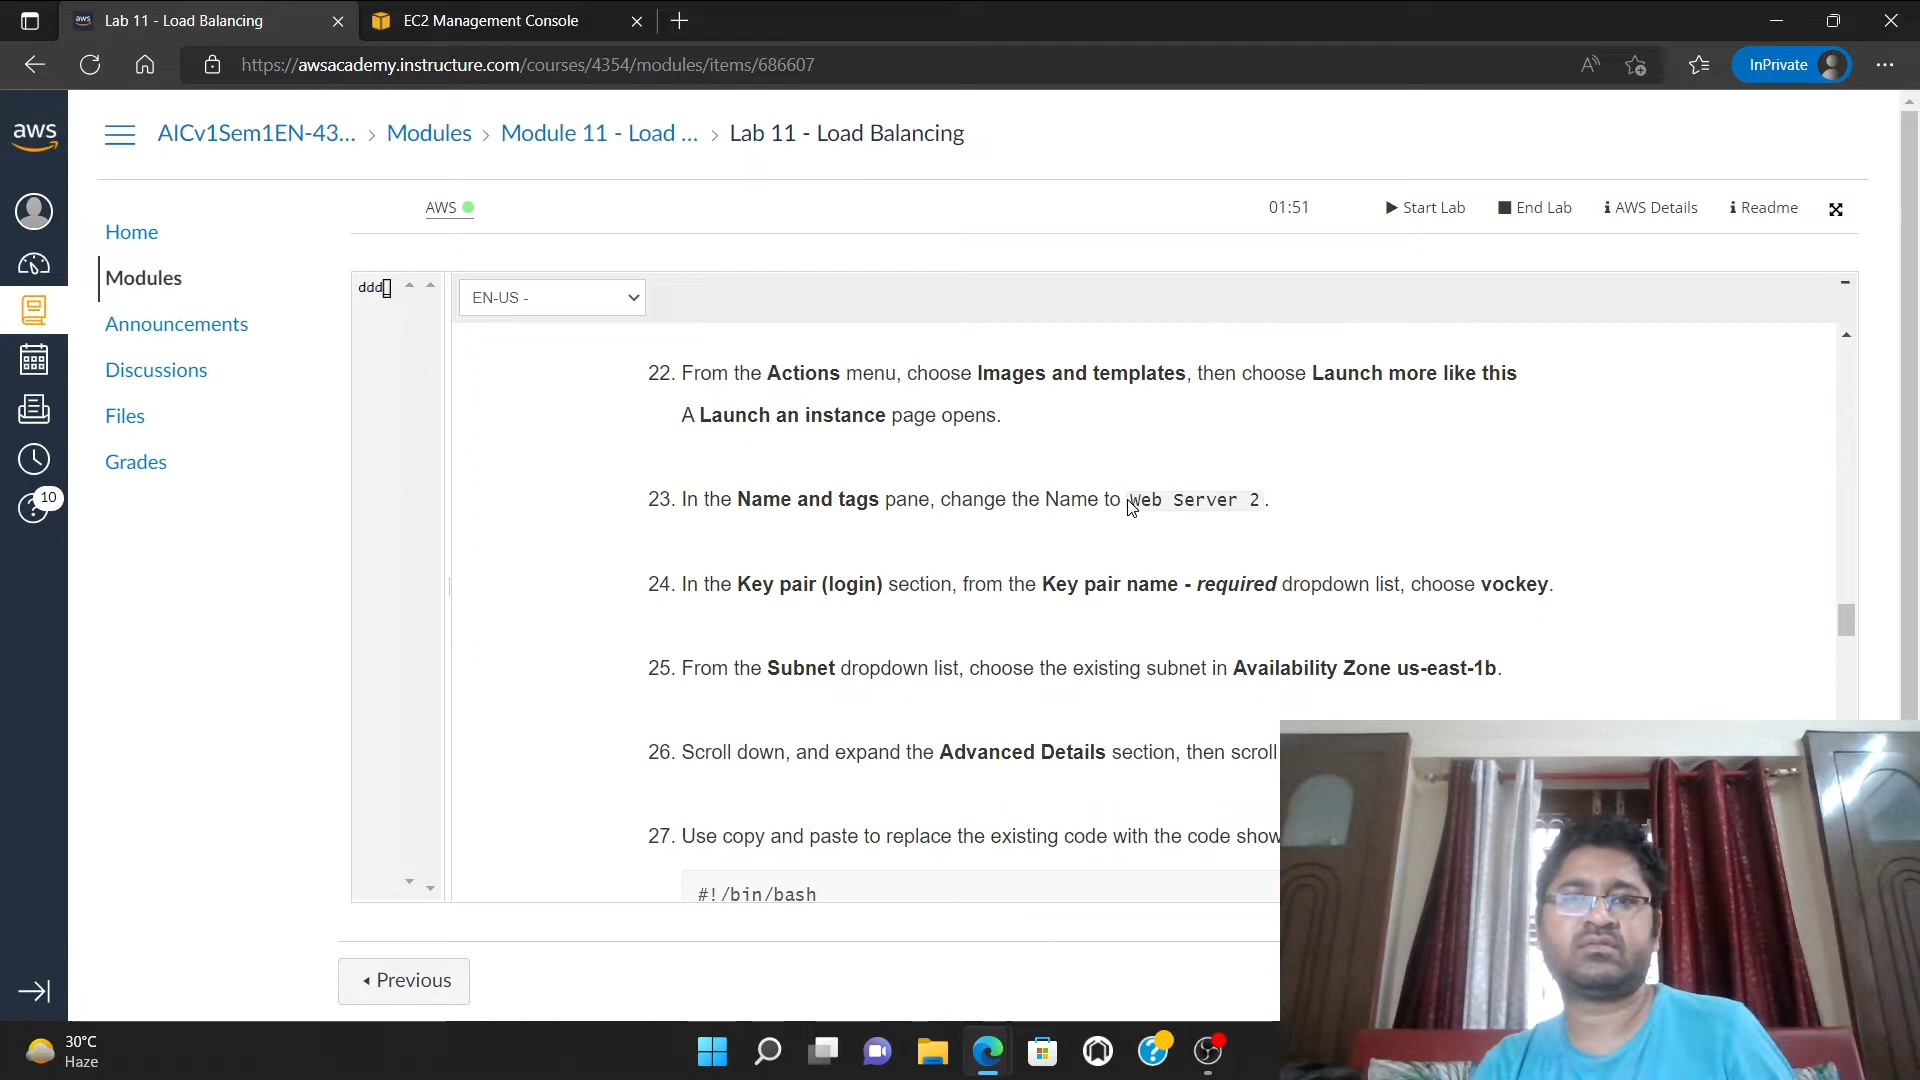 Lab 11 - Load Balancing
EC2 Management Console
https://awsacademy.instructure.com/courses/4354/modules/items/686607
InPrivate
aws
AICv1Sem1EN-43... > Modules > Module 11 - Load ... > Lab 11 - Load Balancing
AWS
01:51
Start Lab
End Lab
AWS Details
Readme
Home
Modules
Announcements
Discussions
Files
Grades
10
ddd
EN-US -
22. From the Actions menu, choose Images and templates, then choose Launch more like this
A Launch an instance page opens.
23. In the Name and tags pane, change the Name to Web Server 2.
24. In the Key pair (login) section, from the Key pair name - required dropdown list, choose vockey.
25. From the Subnet dropdown list, choose the existing subnet in Availability Zone us-east-1b.
26. Scroll down, and expand the Advanced Details section, then scroll
27. Use copy and paste to replace the existing code with the code show
#!/bin/bash
Previous
30°C
Haze